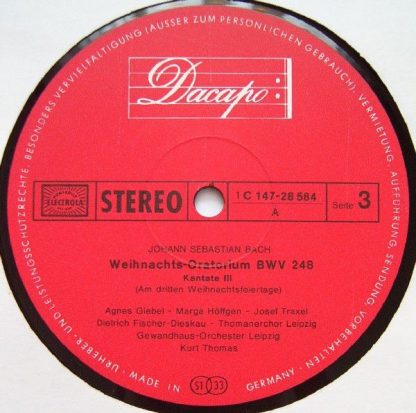 URHEBER- UND LEISTUNGSSCHUTZRECHTE, BESONDERS VERVIELFÄLTIGUNG (AUSSER ZUM PERSÖNLICHEN GEBRAUCH), VERMIETUNG, AUFFÜHRUNG, SENDUNG, VORBEHALTEN.
Dacapo
ELECTROLA
STEREO
1 C 147-28 584
A
Seite 3
JOHANN SEBASTIAN BACH
Weihnachts-Oratorium BWV 248
Kantate III
(Am dritten Weihnachtsfeiertage)
Agnes Giebel - Marga Höffgen - Josef Traxel
Dietrich Fischer-Dieskau - Thomanerchor Leipzig
Gewandhaus-Orchester Leipzig
Kurt Thomas
MADE IN
ST 33
GERMANY